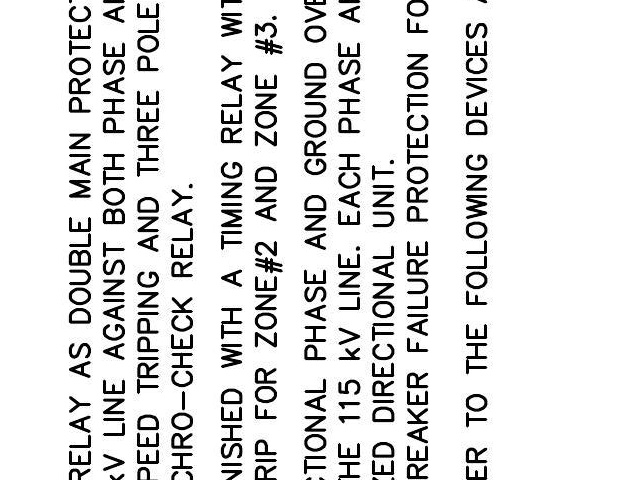 RELAY AS DOUBLE MAIN PROTECT
kV LINE AGAINST BOTH PHASE A
PEED TRIPPING AND THREE POLE
CHRO-CHECK RELAY.
NISHED WITH A TIMING RELAY WIT
RIP FOR ZONE#2 AND ZONE #3.
CTIONAL PHASE AND GROUND OVE
THE 115 kV LINE. EACH PHASE A
ZED DIRECTIONAL UNIT.
REAKER FAILURE PROTECTION FO
ER TO THE FOLLOWING DEVICES